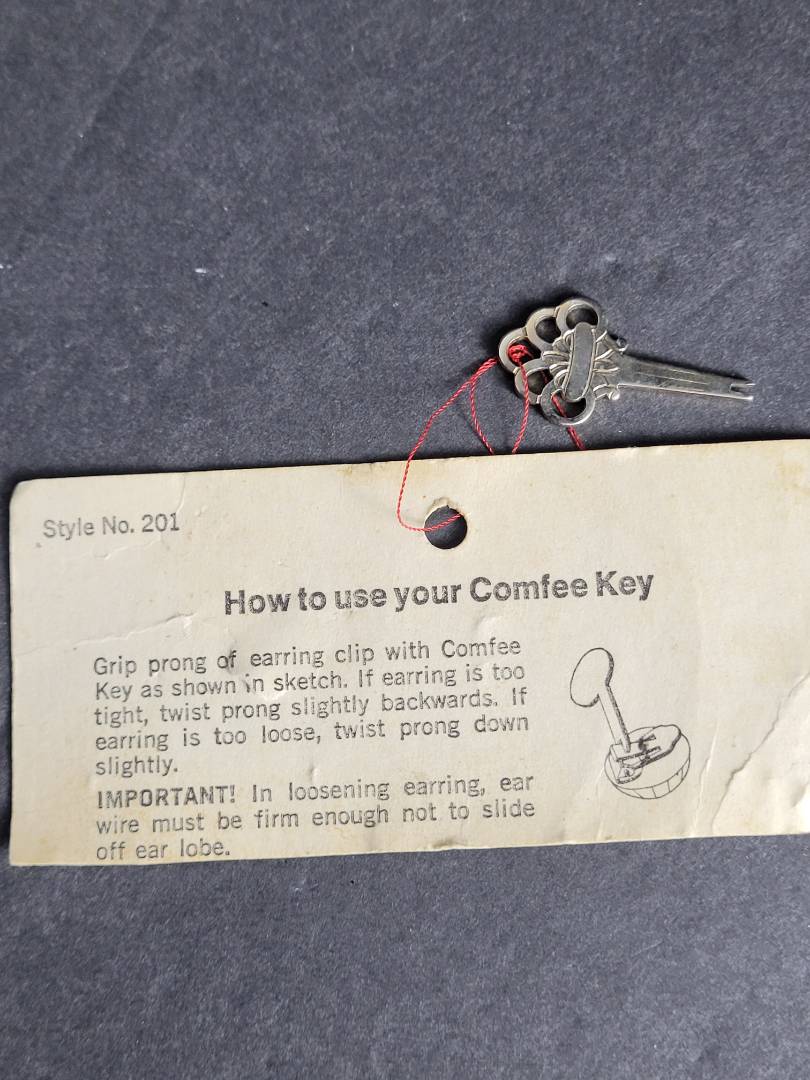 Style No. 201
How to use your Comfee Key
Grip prong of earring clip with Comfee
Key as shown in sketch. If earring is too
tight, twist prong slightly backwards. If
earring is too loose, twist prong down
slightly.
IMPORTANT! In loosening earring, ear
wire must be firm enough not to slide
off ear lobe.